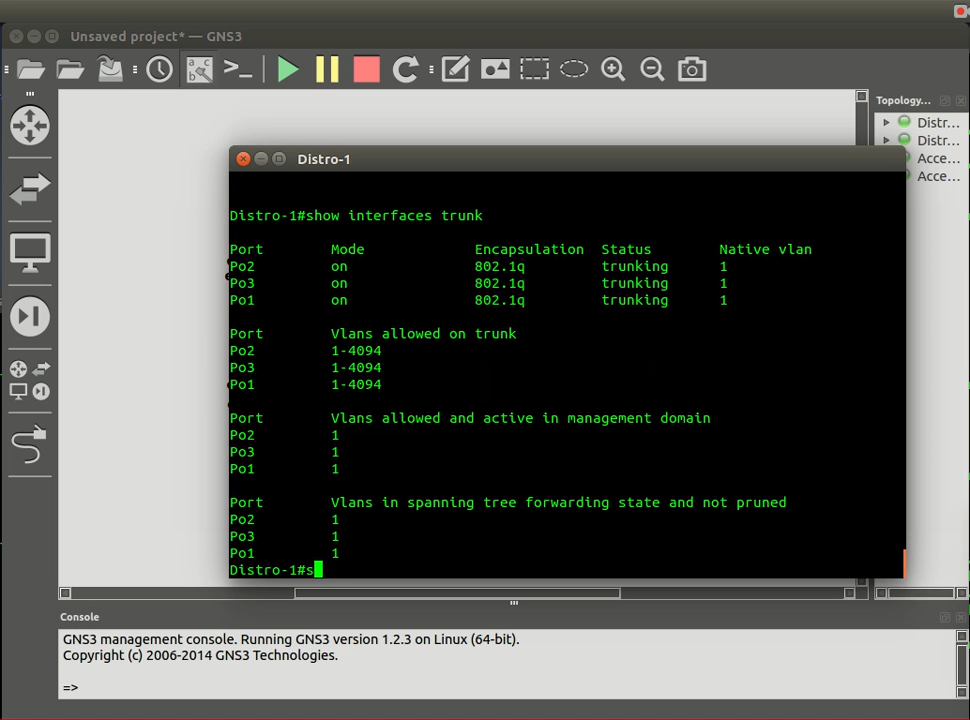 Unsaved project* — GNS3
Topology...
Distr...
Distr...
Acce...
Acce...
Distro-1
Distro-1#show interfaces trunk
Port Mode Encapsulation Status Native vlan
Po2 on 802.1q trunking 1
Po3 on 802.1q trunking 1
Po1 on 802.1q trunking 1
Port Vlans allowed on trunk
Po2 1-4094
Po3 1-4094
Po1 1-4094
Port Vlans allowed and active in management domain
Po2 1
Po3 1
Po1 1
Port Vlans in spanning tree forwarding state and not pruned
Po2 1
Po3 1
Po1 1
Distro-1#s
Console
GNS3 management console. Running GNS3 version 1.2.3 on Linux (64-bit).
Copyright (c) 2006-2014 GNS3 Technologies.
=>